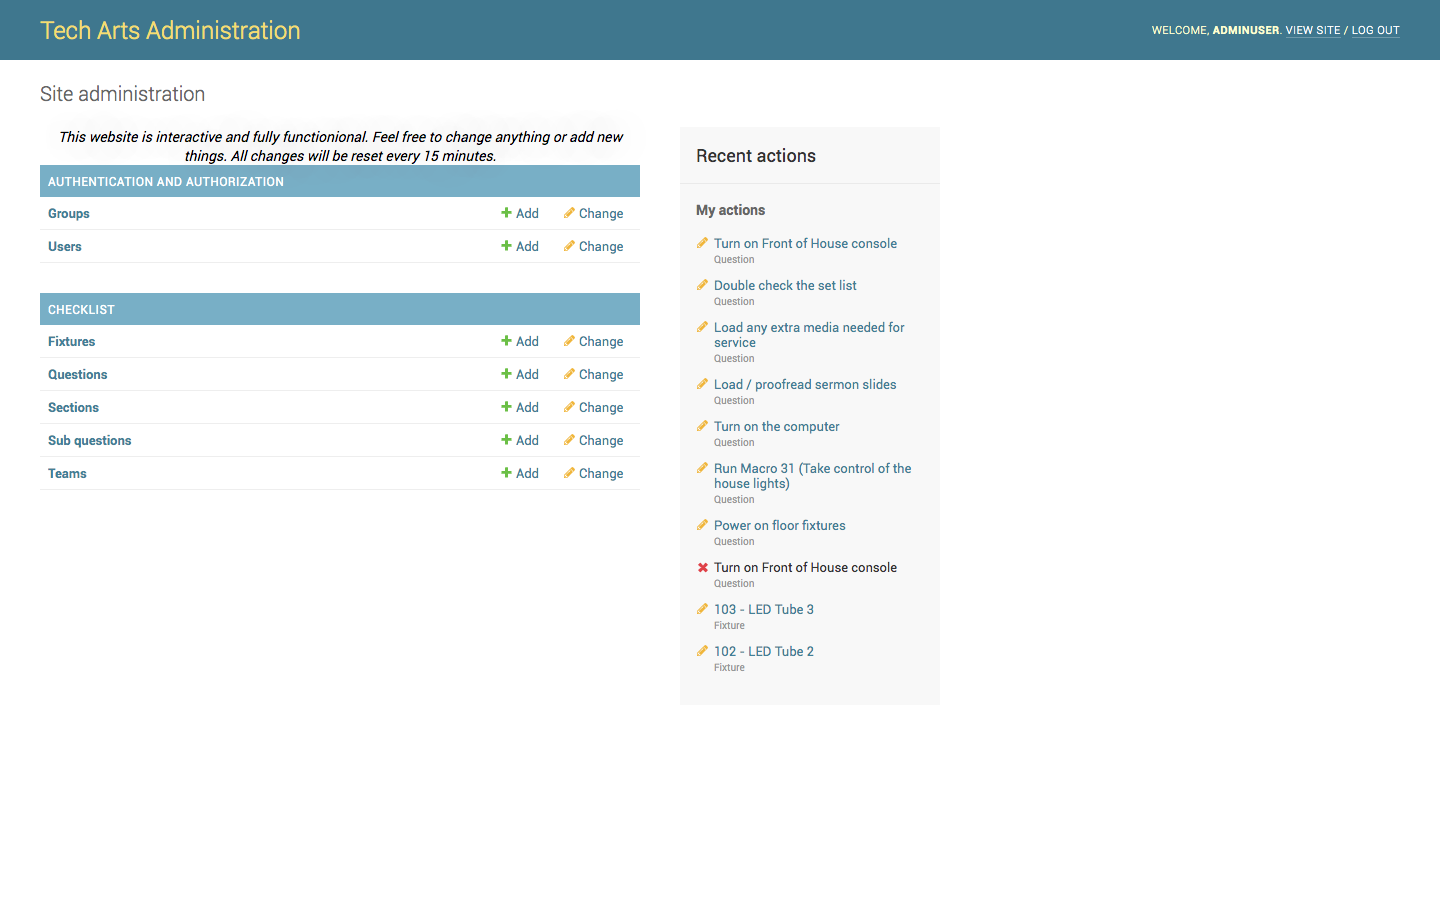 Tech Arts Administration
WELCOME, ADMINUSER. VIEW SITE / LOG OUT
Site administration
This website is interactive and fully functionional. Feel free to change anything or add new
things. All changes will be reset every 15 minutes.
AUTHENTICATION AND AUTHORIZATION
Groups Add Change
Users Add Change
CHECKLIST
Fixtures Add Change
Questions Add Change
Sections Add Change
Sub questions Add Change
Teams Add Change
Recent actions
My actions
Turn on Front of House console
Question
Double check the set list
Question
Load any extra media needed for
service
Question
Load / proofread sermon slides
Question
Turn on the computer
Question
Run Macro 31 (Take control of the
house lights)
Question
Power on floor fixtures
Question
Turn on Front of House console
Question
103 - LED Tube 3
Fixture
102 - LED Tube 2
Fixture